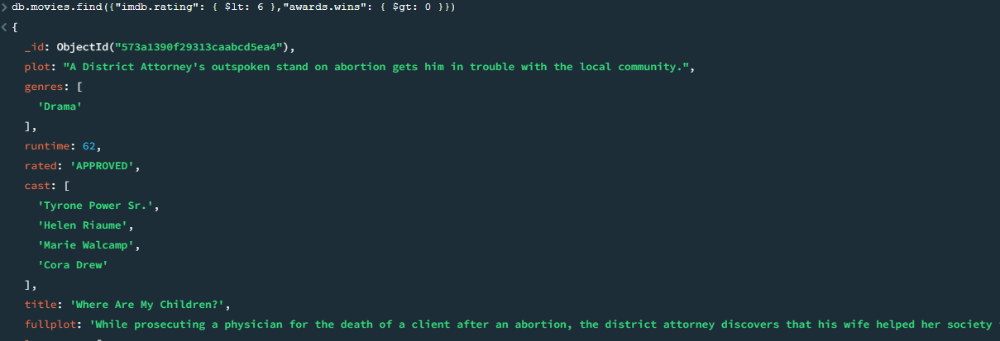 > db.movies.find({"imdb.rating": { $lt: 6 },"awards.wins": { $gt: 0 }})
< {
_id: ObjectId("573a1390f29313caabcd5ea4"),
plot: "A District Attorney's outspoken stand on abortion gets him in trouble with the local community.",
genres: [
'Drama'
],
runtime: 62,
rated: 'APPROVED',
cast: [
'Tyrone Power Sr.',
'Helen Riaume',
'Marie Walcamp',
'Cora Drew'
],
title: 'Where Are My Children?',
fullplot: 'While prosecuting a physician for the death of a client after an abortion, the district attorney discovers that his wife helped her society